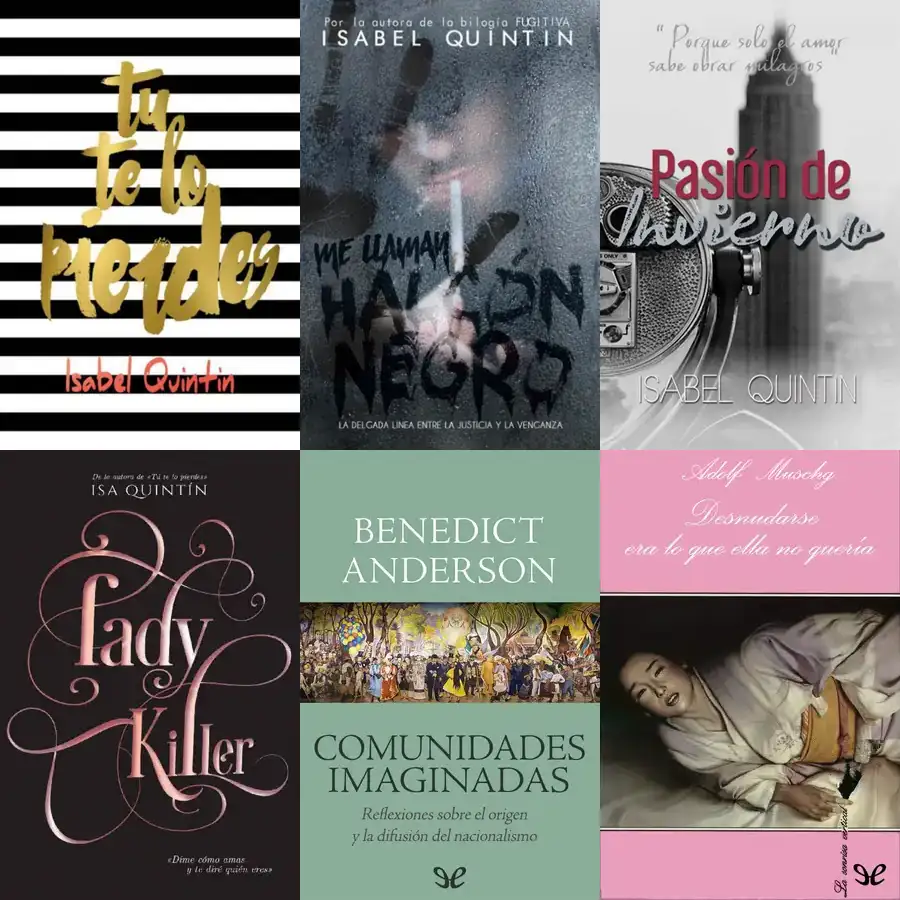 tu
te lo
pierdes
Isabel Quintin
Por la autora de la bilogía FUGITIVA
ISABEL QUINTIN
ME LLAMAN
HALCÓN
NEGRO
LA DELGADA LÍNEA ENTRE LA JUSTICIA Y LA VENGANZA
"Porque solo el amor
sabe obrar milagros"
Pasión de
Invierno
ISABEL QUINTIN
De la autora de «Tú te lo pierdes»
ISA QUINTÍN
Lady
Killer
«Dime cómo amas
y te diré quién eres»
BENEDICT
ANDERSON
COMUNIDADES
IMAGINADAS
Reflexiones sobre el origen
y la difusión del nacionalismo
Adolf Muschg
Desnudarse
era lo que ella no quería
La sonrisa vertical